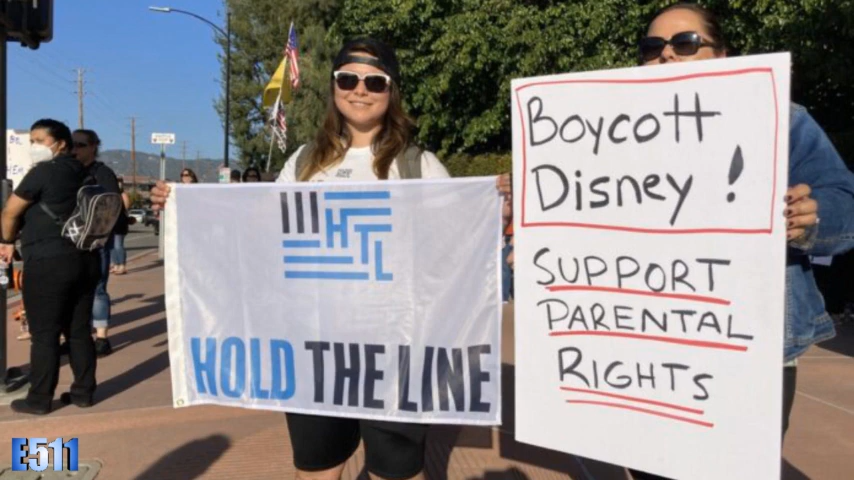 HTL
HOLD THE LINE
Boycott
Disney!
SUPPORT
PARENTAL
RIGHTS
E511